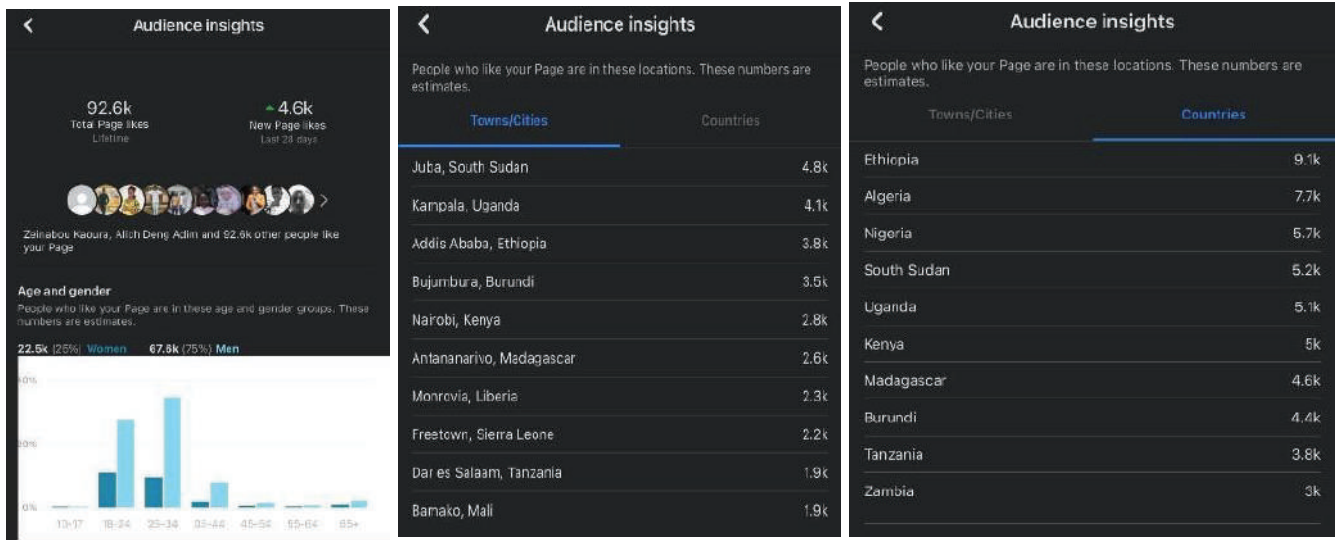 Audience insights
92.6k
Total Page likes
Lifetime
4.6k
New Page likes
Last 28 days
Zeinabou Kaoura, Alich Deng Adim and 92.6k other people like
your Page
Age and gender
People who like your Page are in these age and gender groups. These
numbers are estimates.
22.5k (25%) Women 67.6k (75%) Men
40%
20%
0%
13-17 18-24 25-34 35-44 45-54 55-64 65+
Audience insights
People who like your Page are in these locations. These numbers are
estimates.
Towns/Cities Countries
Juba, South Sudan 4.8k
Kampala, Uganda 4.1k
Addis Ababa, Ethiopia 3.8k
Bujumbura, Burundi 3.5k
Nairobi, Kenya 2.8k
Antananarivo, Madagascar 2.6k
Monrovia, Liberia 2.3k
Freetown, Sierra Leone 2.2k
Dar es Salaam, Tanzania 1.9k
Bamako, Mali 1.9k
Audience insights
People who like your Page are in these locations. These numbers are
estimates.
Towns/Cities Countries
Ethiopia 9.1k
Algeria 7.7k
Nigeria 5.7k
South Sudan 5.2k
Uganda 5.1k
Kenya 5k
Madagascar 4.6k
Burundi 4.4k
Tanzania 3.8k
Zambia 3k